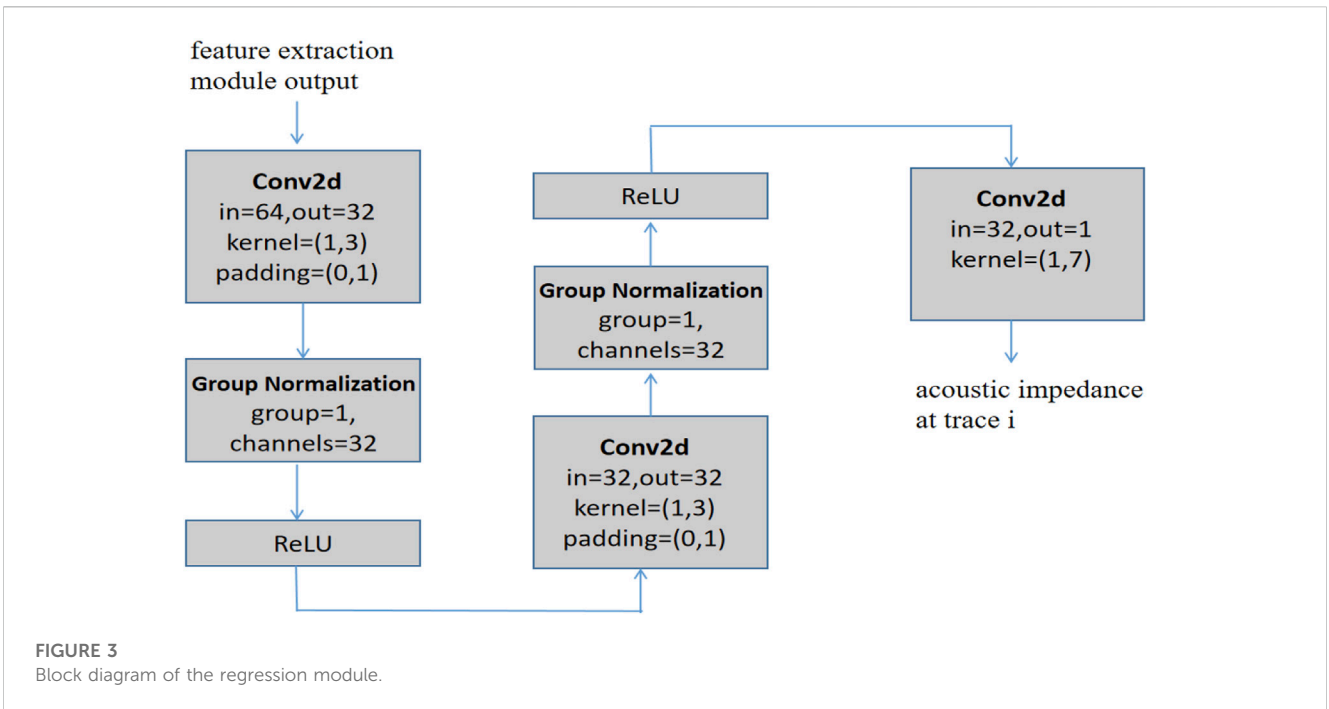 feature extraction
module output
Conv2d
in=64,out=32
kernel=(1,3)
padding=(0,1)
Group Normalization
group=1,
channels=32
ReLU
Conv2d
in=32,out=32
kernel=(1,3)
padding=(0,1)
Group Normalization
group=1,
channels=32
ReLU
Conv2d
in=32,out=1
kernel=(1,7)
acoustic impedance
at trace i
FIGURE 3
Block diagram of the regression module.